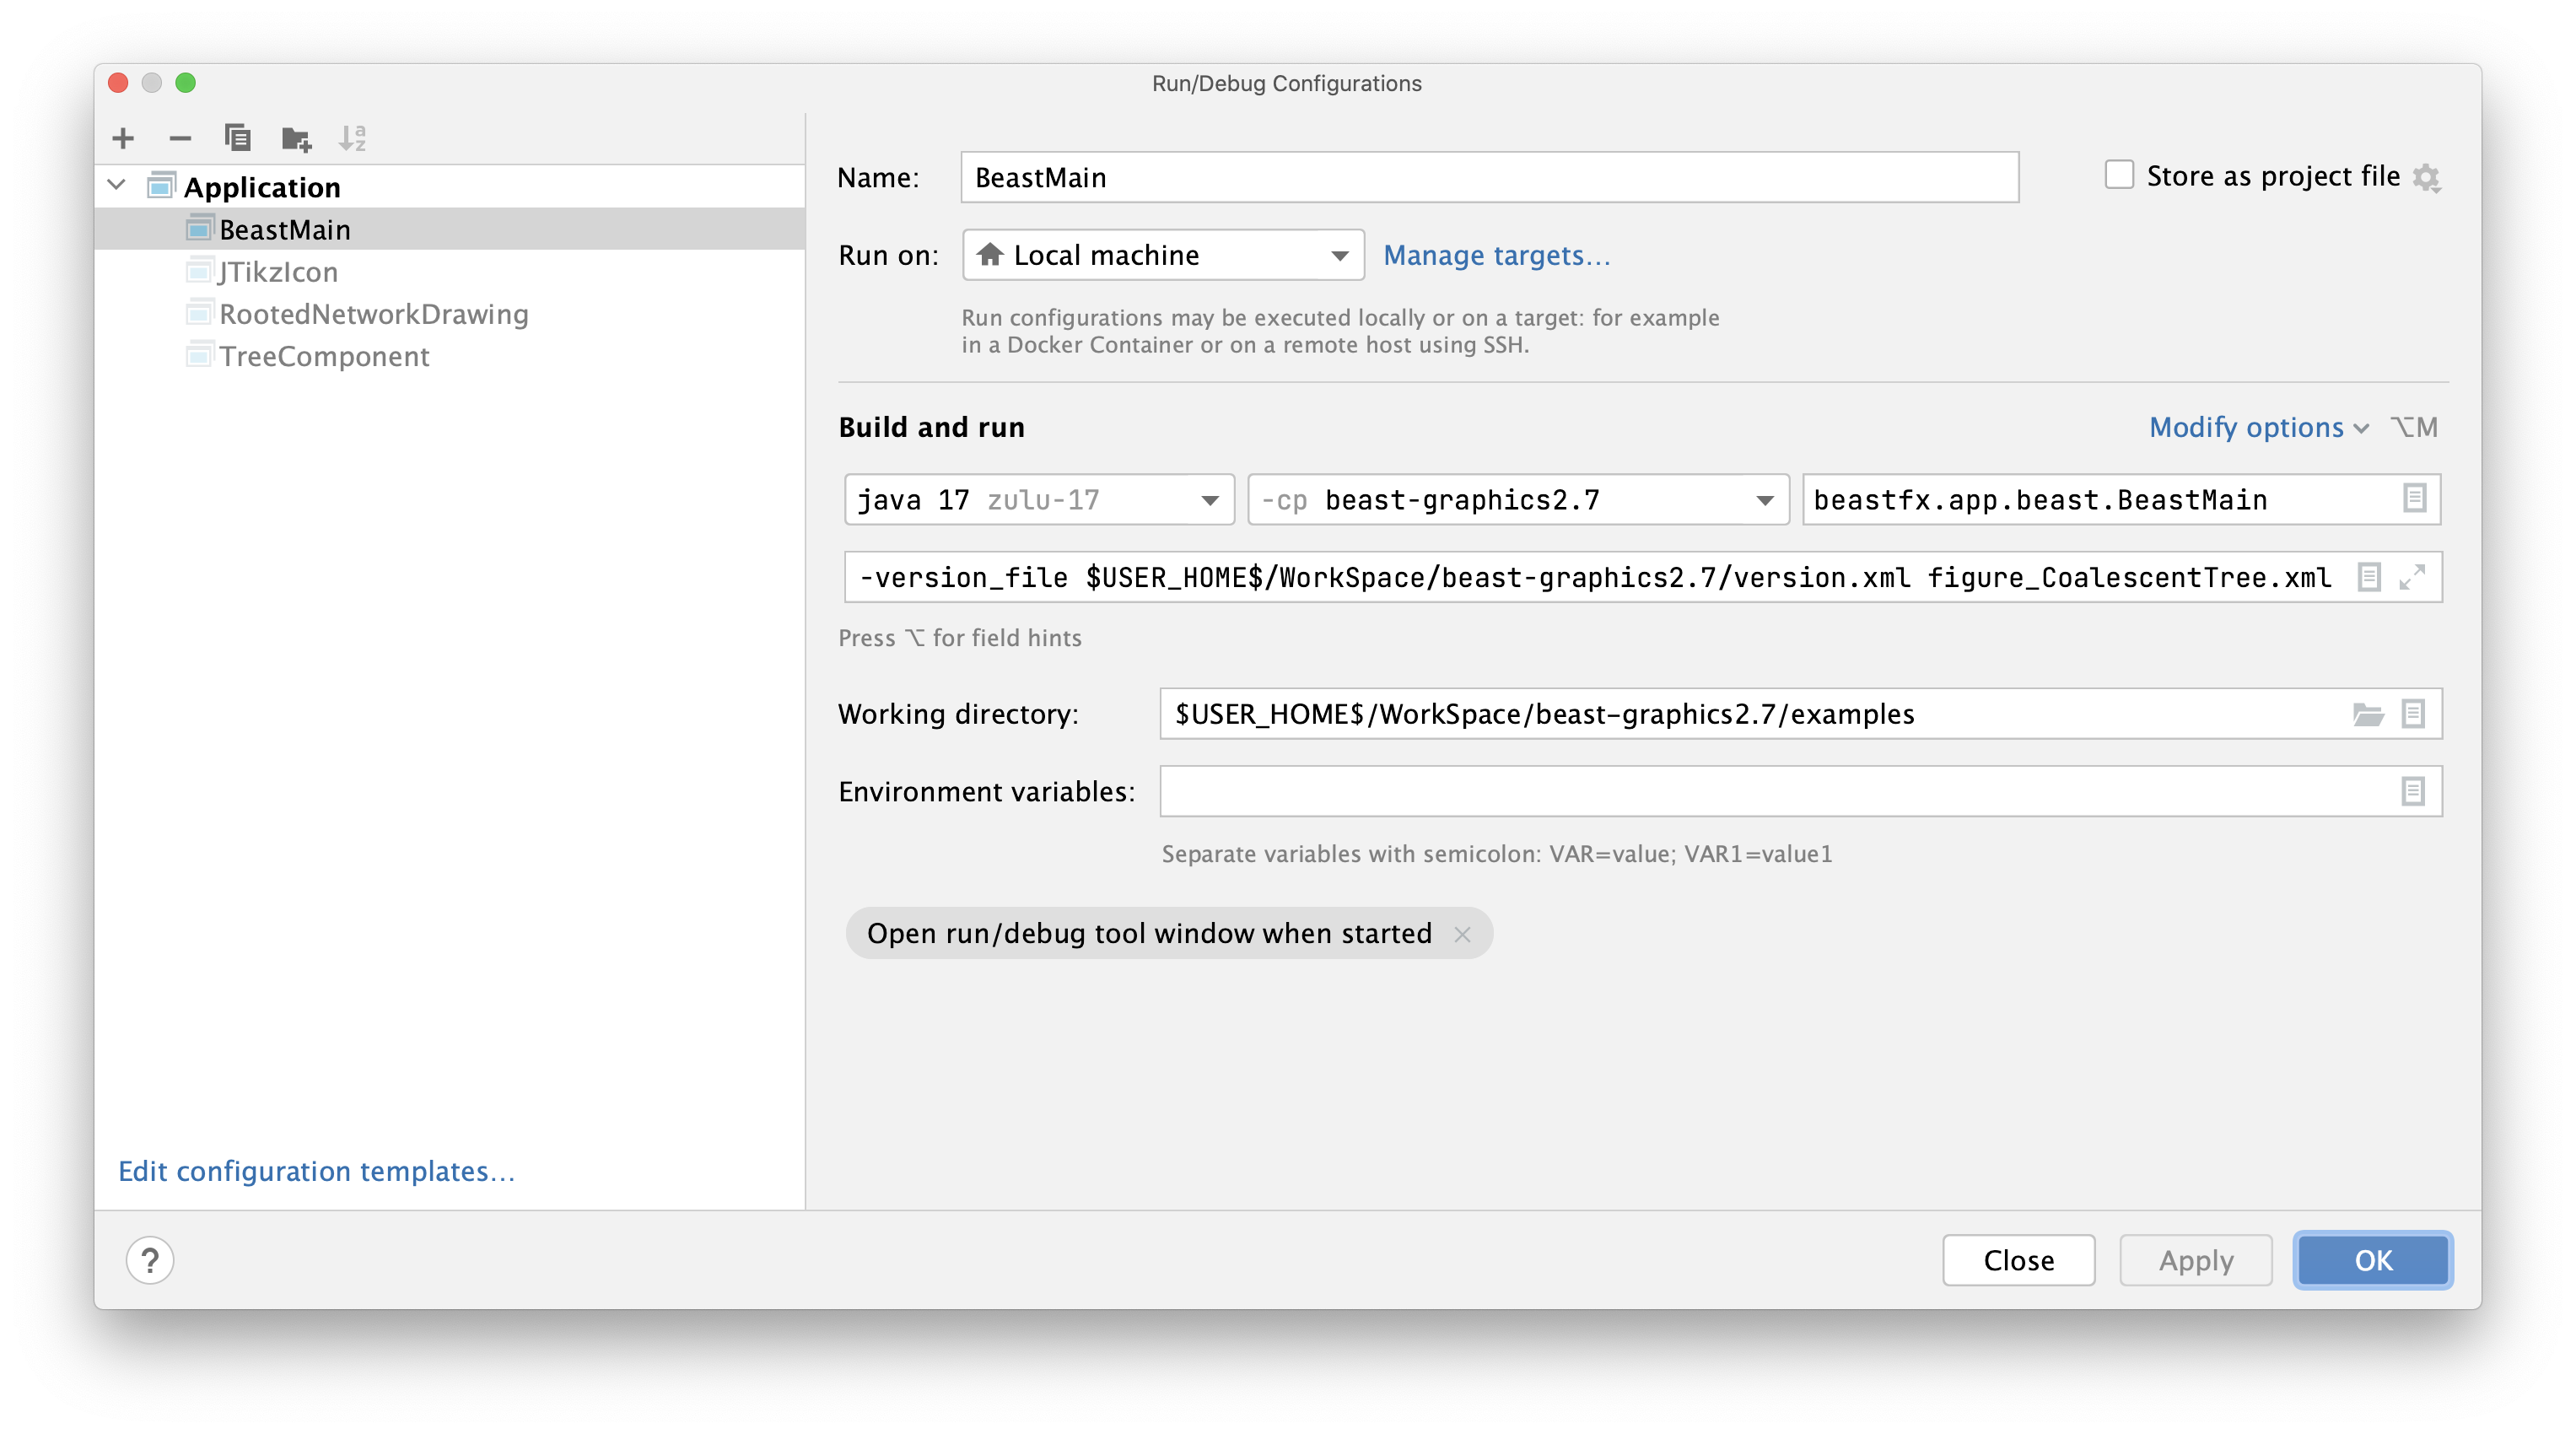 Run/Debug Configurations
Application
BeastMain
JTikzIcon
RootedNetworkDrawing
TreeComponent
Edit configuration templates…
Name: BeastMain
Store as project file
Run on: Local machine Manage targets…
Run configurations may be executed locally or on a target: for example
in a Docker Container or on a remote host using SSH.
Build and run
Modify options ⌥M
java 17 zulu-17 -cp beast-graphics2.7 beastfx.app.beast.BeastMain
-version_file $USER_HOME$/WorkSpace/beast-graphics2.7/version.xml figure_CoalescentTree.xml
Press ⌥ for field hints
Working directory: $USER_HOME$/WorkSpace/beast-graphics2.7/examples
Environment variables:
Separate variables with semicolon: VAR=value; VAR1=value1
Open run/debug tool window when started ×
? Close Apply OK